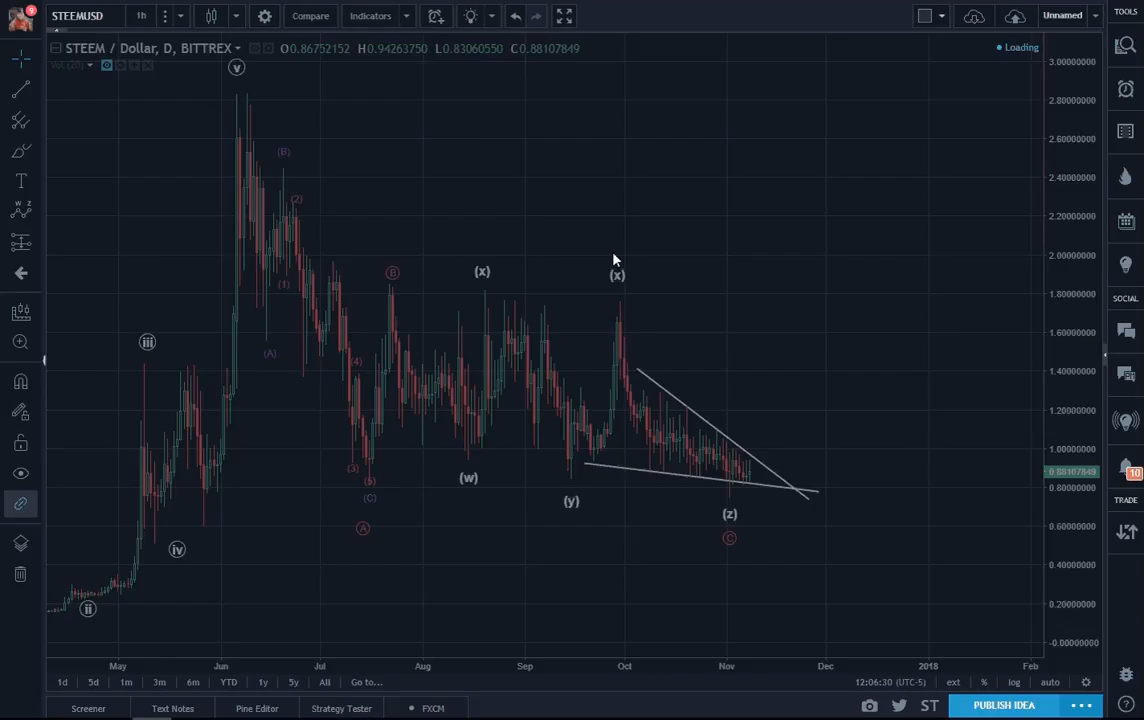 9
STEEMUSD
1h
Compare
Indicators
Unnamed
TOOLS
STEEM / Dollar, D, BITTREX
O0.86752152 H0.94263750 L0.83060550 C0.88107849
Loading
Vol (20)
3.00000000
2.80000000
2.60000000
2.40000000
2.20000000
2.00000000
1.80000000
1.60000000
1.40000000
1.20000000
1.00000000
0.88107849
0.80000000
0.60000000
0.40000000
0.20000000
-0.00000000
v
(B)
(2)
(1)
(A)
B
(x)
(x)
iii
(4)
(3)
(5)
(C)
A
(w)
(y)
(z)
C
iv
ii
SOCIAL
10
TRADE
May Jun Jul Aug Sep Oct Nov Dec 2018 Feb
1d 5d 1m 3m 6m YTD 1y 5y All Go to...
12:06:30 (UTC-5) ext % log auto
Screener Text Notes Pine Editor Strategy Tester FXCM
ST PUBLISH IDEA